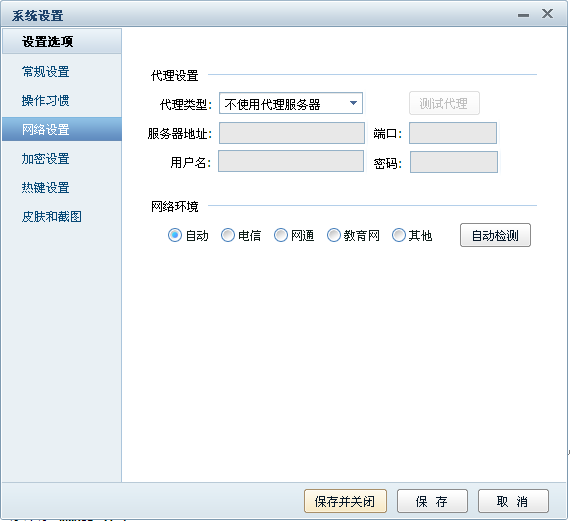 系统设置
设置选项
常规设置
操作习惯
网络设置
加密设置
热键设置
皮肤和截图
代理设置
代理类型: 不使用代理服务器 测试代理
服务器地址: 端口:
用户名: 密码:
网络环境
自动 电信 网通 教育网 其他 自动检测
保存并关闭 保 存 取 消